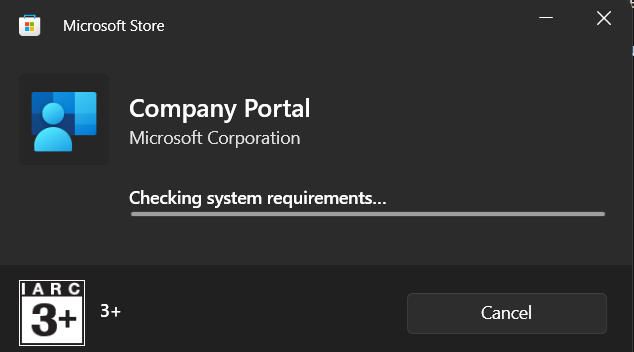 Microsoft Store
Company Portal
Microsoft Corporation
Checking system requirements...
IARC
3+
3+
Cancel